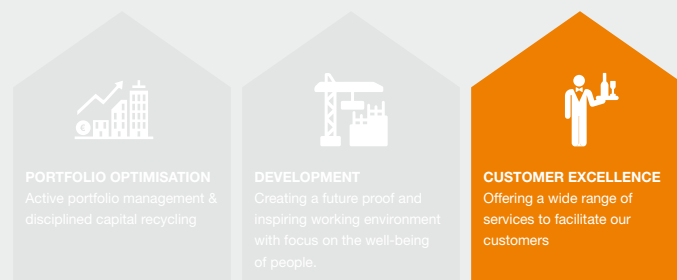 PORTFOLIO OPTIMISATION
Active portfolio management &
disciplined capital recycling
DEVELOPMENT
Creating a future proof and
inspiring working environment
with focus on the well-being
of people.
CUSTOMER EXCELLENCE
Offering a wide range of
services to facilitate our
customers